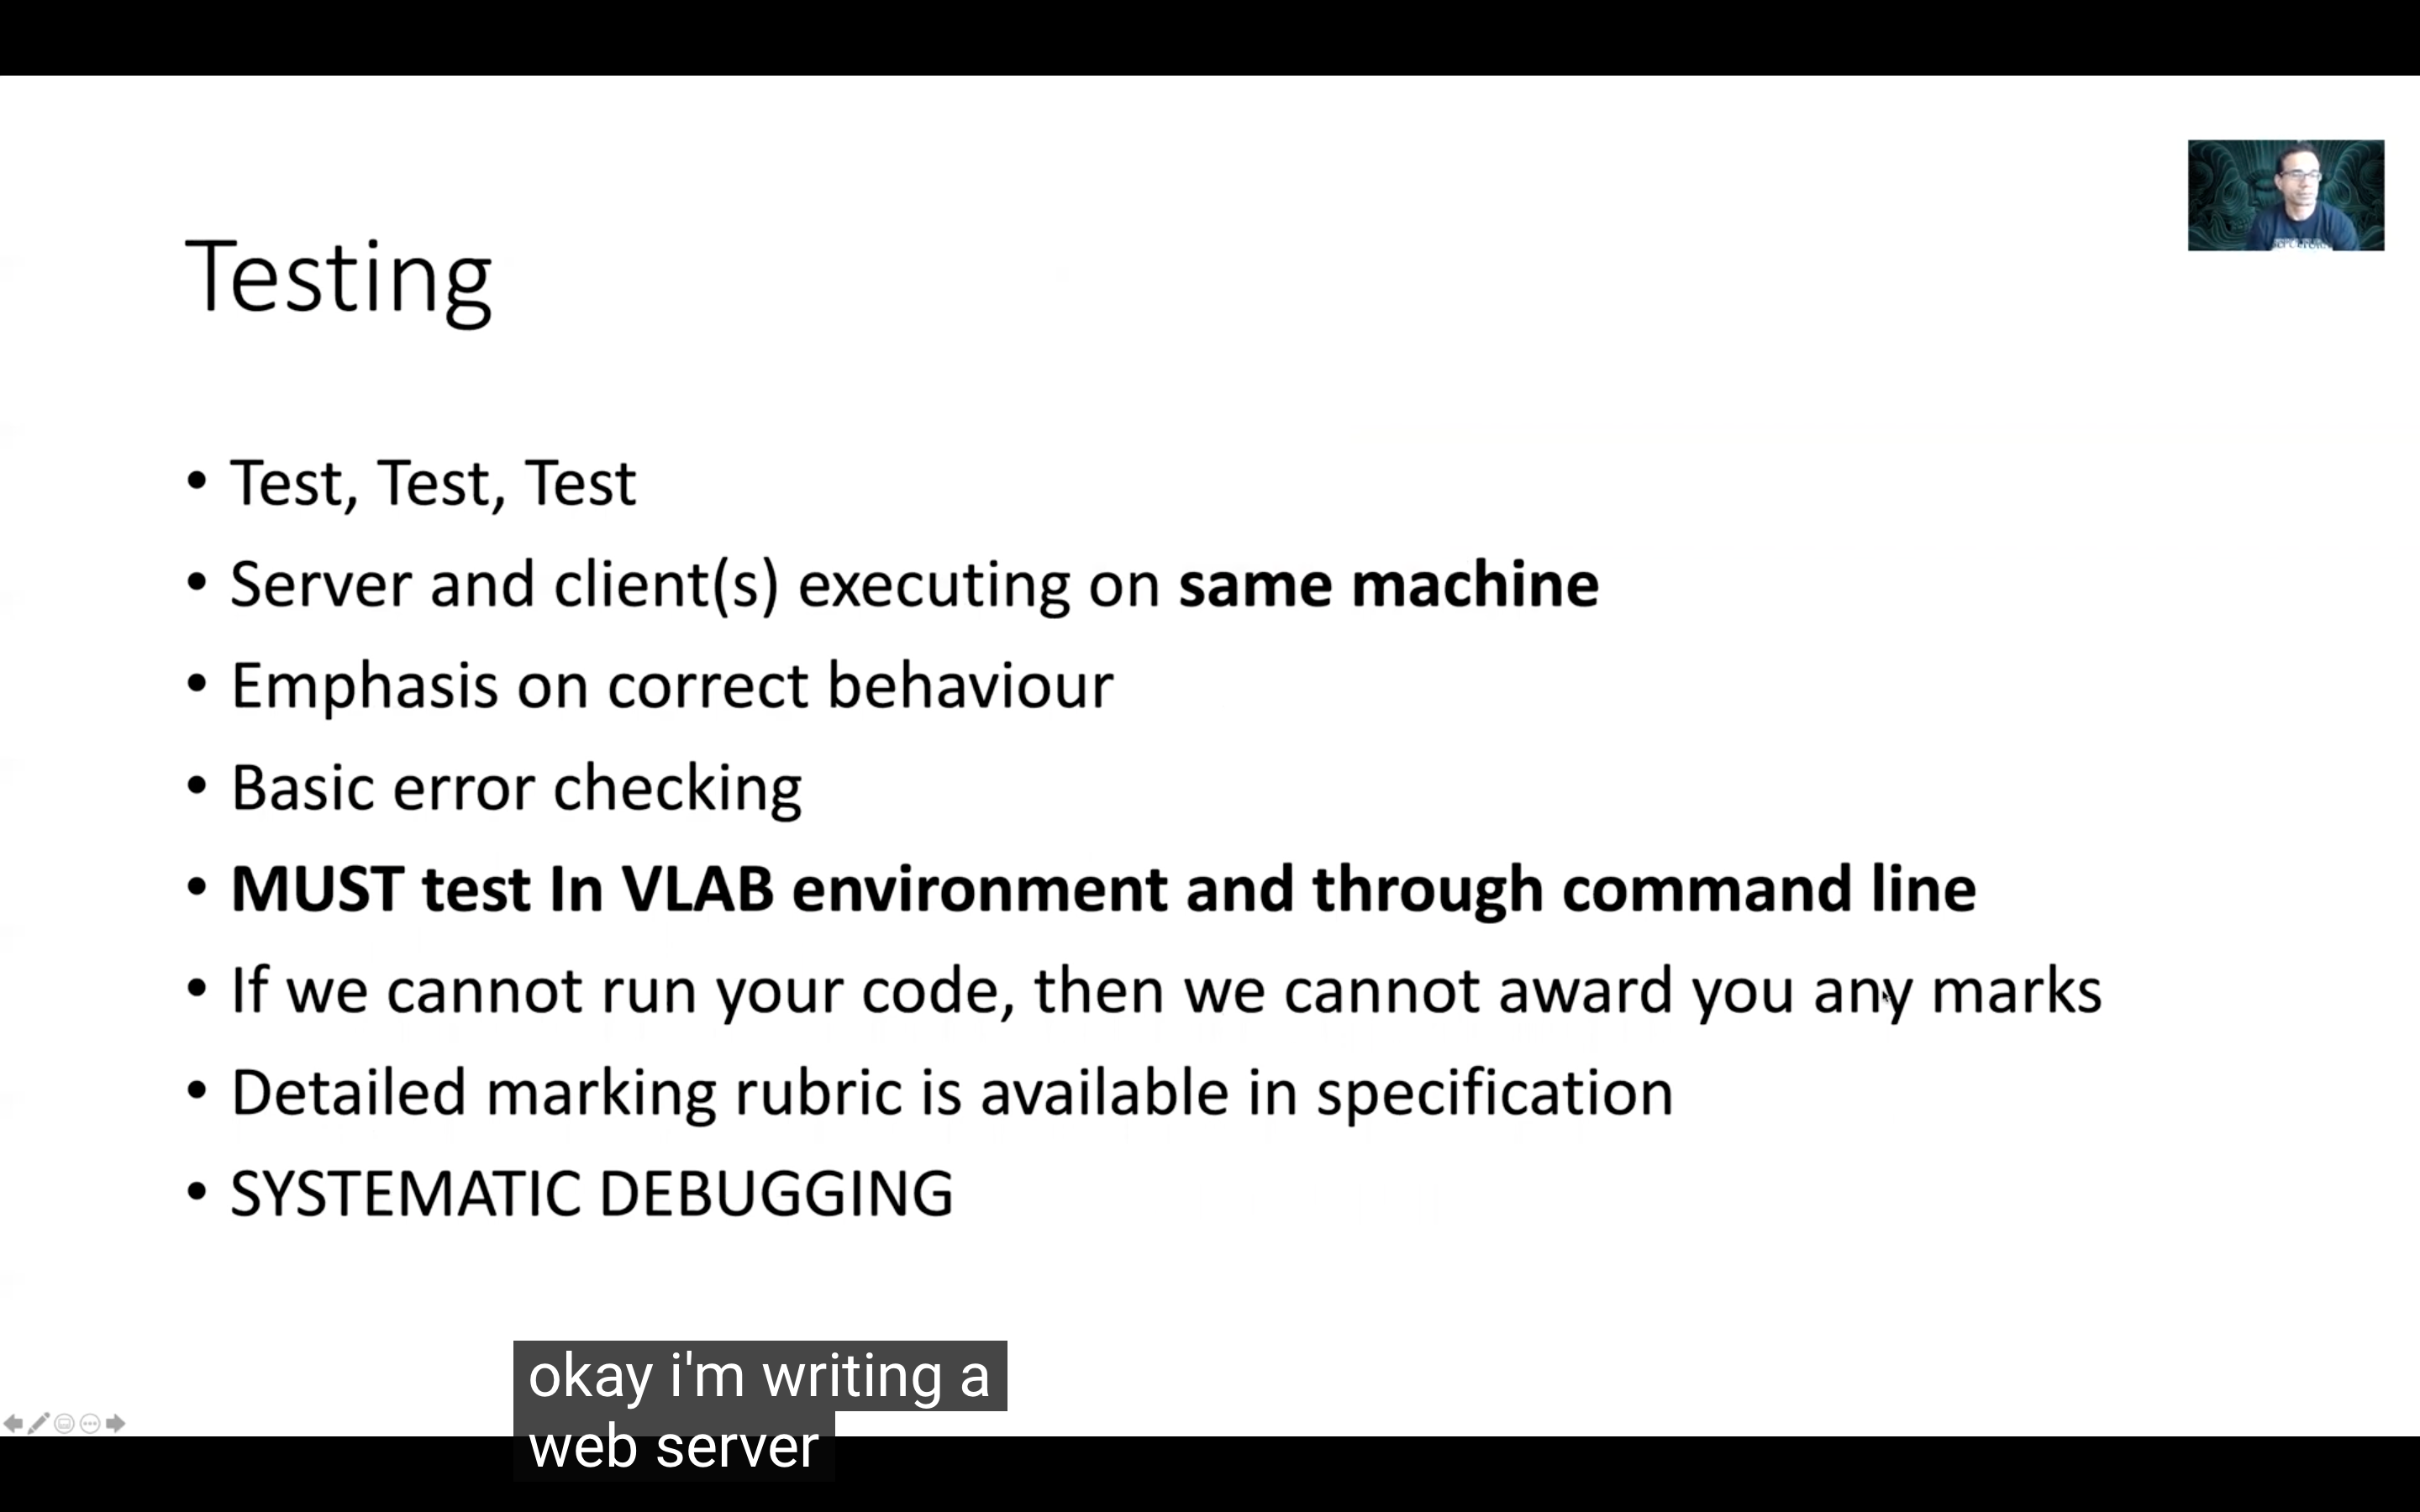 Testing
• Test, Test, Test
• Server and client(s) executing on same machine
• Emphasis on correct behaviour
• Basic error checking
• MUST test In VLAB environment and through command line
• If we cannot run your code, then we cannot award you any marks
• Detailed marking rubric is available in specification
• SYSTEMATIC DEBUGGING
okay i'm writing a
web server